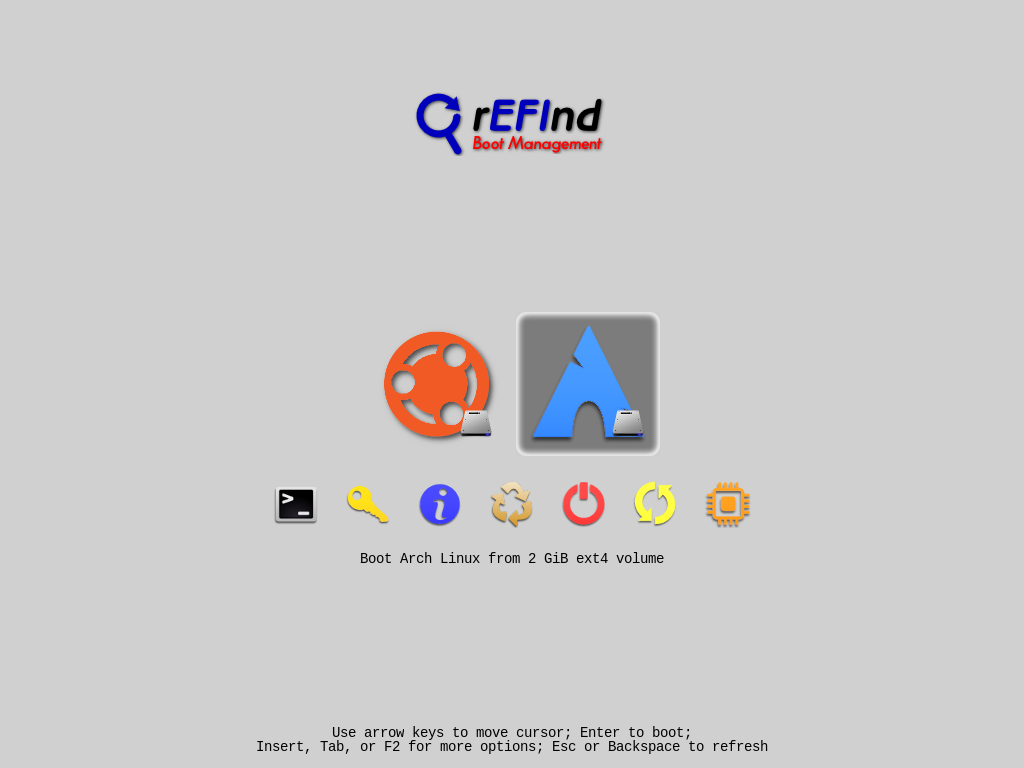 rEFInd
Boot Management
>_
Boot Arch Linux from 2 GiB ext4 volume
Use arrow keys to move cursor; Enter to boot;
Insert, Tab, or F2 for more options; Esc or Backspace to refresh